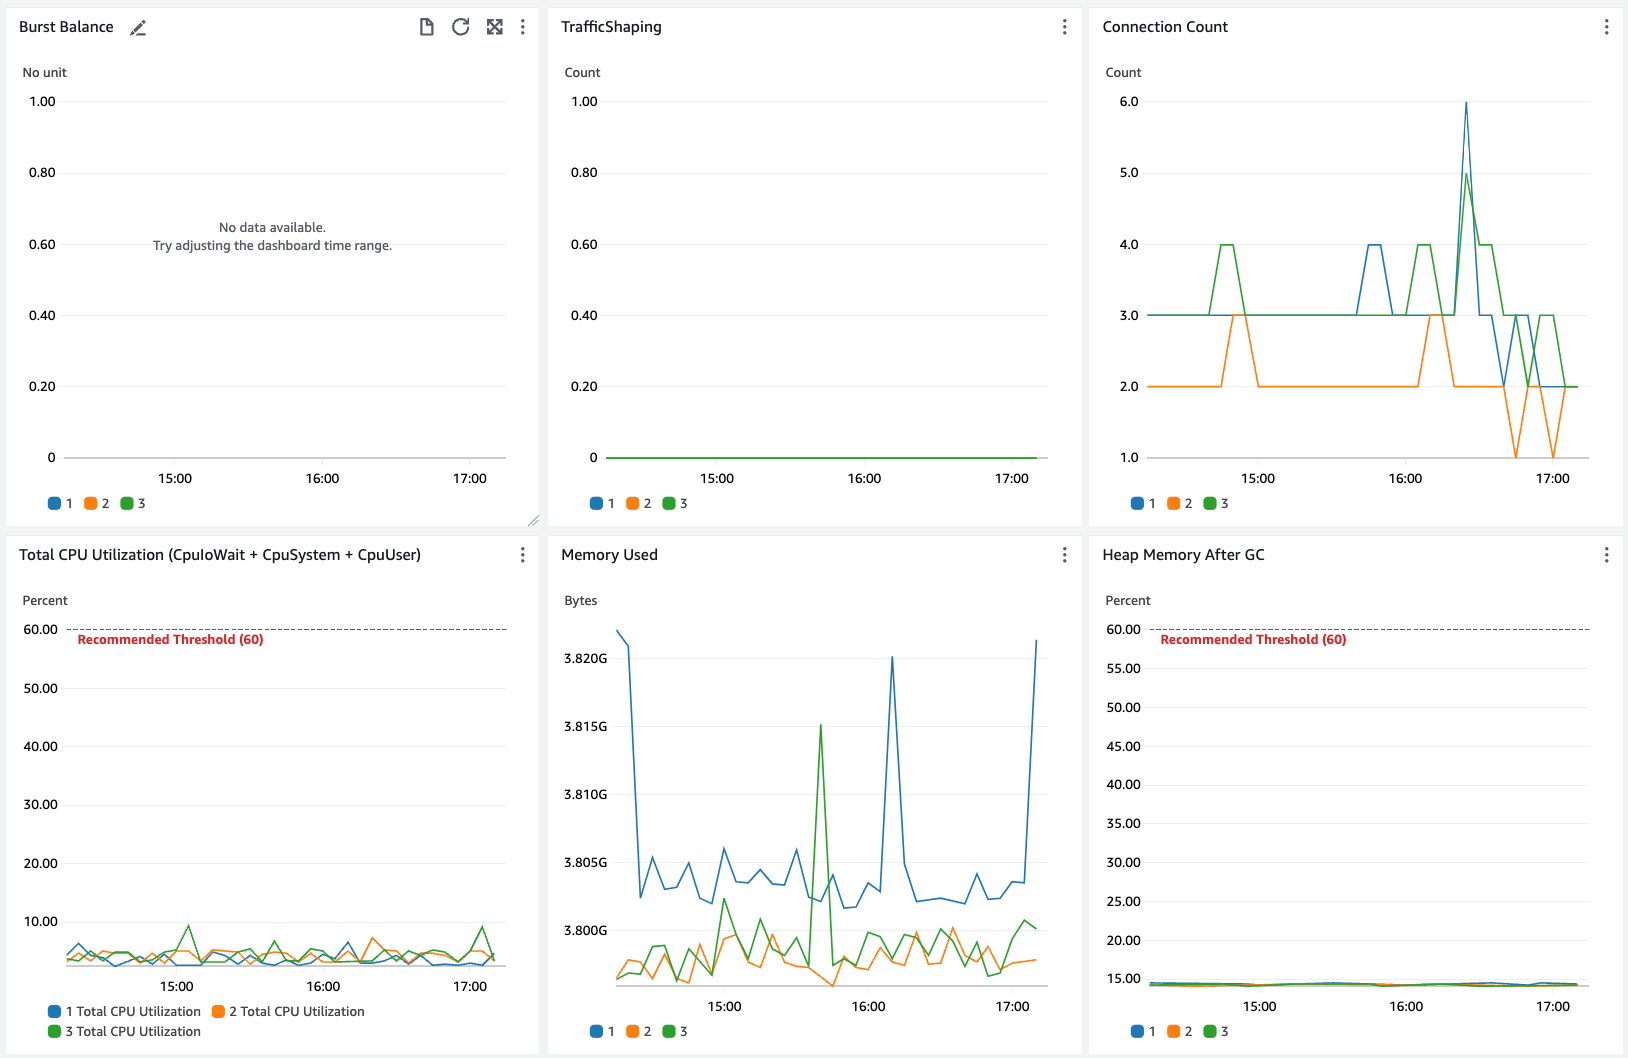 Burst Balance
No unit
1.00
0.80
0.60
0.40
0.20
0
No data available.
Try adjusting the dashboard time range.
15:00 16:00 17:00
1 2 3
TrafficShaping
Count
1.00
0.80
0.60
0.40
0.20
0
15:00 16:00 17:00
1 2 3
Connection Count
Count
6.0
5.0
4.0
3.0
2.0
1.0
15:00 16:00 17:00
1 2 3
Total CPU Utilization (CpuIoWait + CpuSystem + CpuUser)
Percent
60.00
Recommended Threshold (60)
50.00
40.00
30.00
20.00
10.00
15:00 16:00 17:00
1 Total CPU Utilization 2 Total CPU Utilization
3 Total CPU Utilization
Memory Used
Bytes
3.820G
3.815G
3.810G
3.805G
3.800G
15:00 16:00 17:00
1 2 3
Heap Memory After GC
Percent
60.00
Recommended Threshold (60)
55.00
50.00
45.00
40.00
35.00
30.00
25.00
20.00
15.00
15:00 16:00 17:00
1 2 3